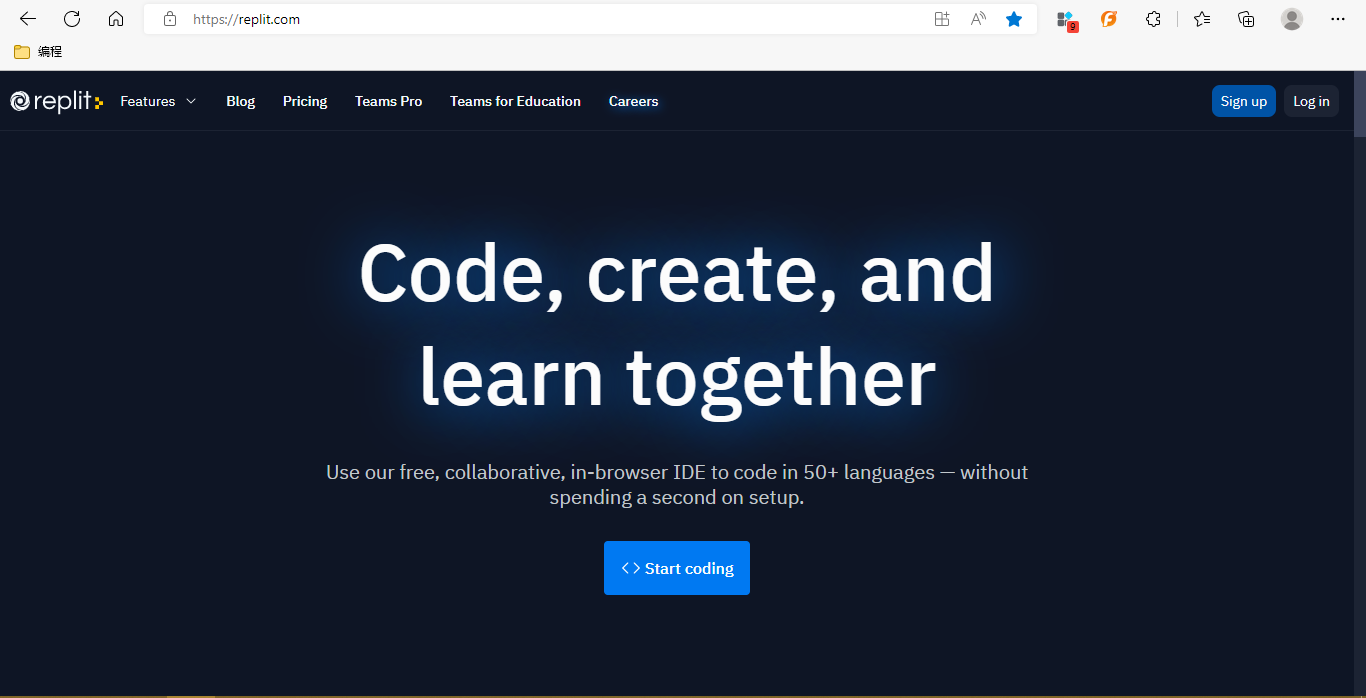 https://replit.com
9
编程
replit
Features
Blog
Pricing
Teams Pro
Teams for Education
Careers
Sign up
Log in
Code, create, and
learn together
Use our free, collaborative, in-browser IDE to code in 50+ languages — without
spending a second on setup.
<> Start coding